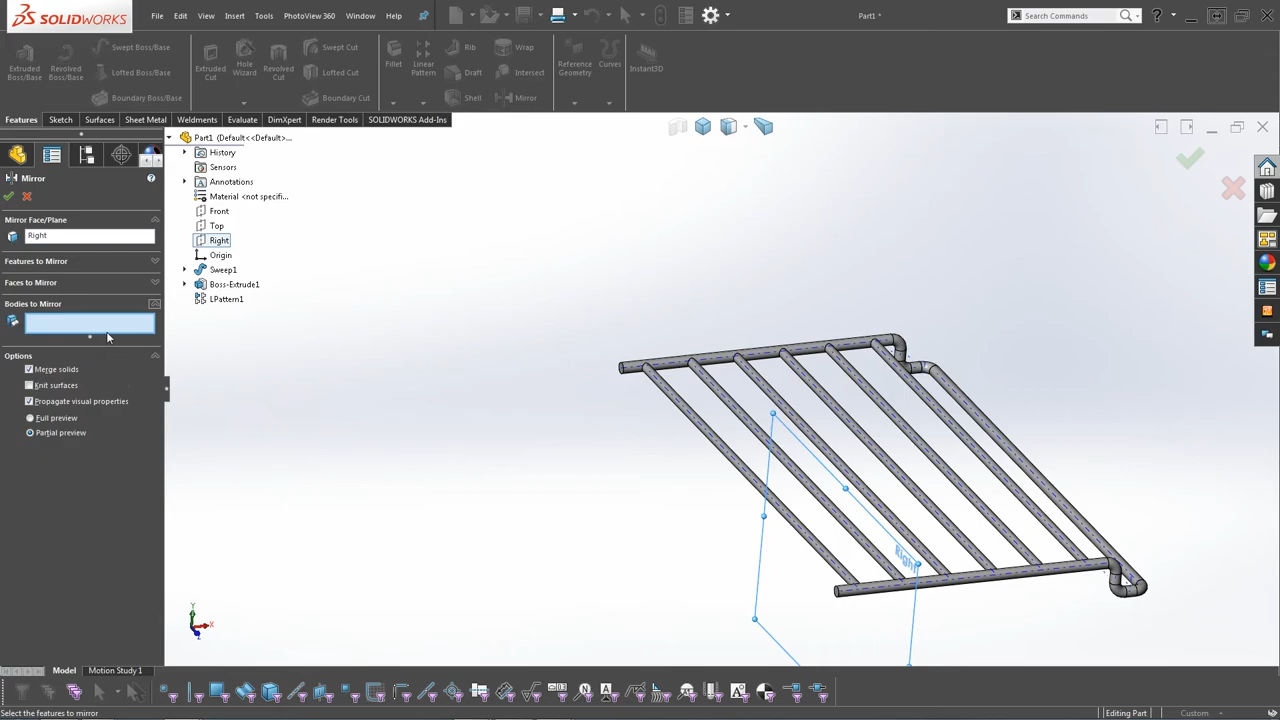 SOLIDWORKS
File Edit View Insert Tools PhotoView 360 Window Help
Part1 *
Search Commands
Extruded Boss/Base
Revolved Boss/Base
Swept Boss/Base
Lofted Boss/Base
Boundary Boss/Base
Extruded Cut
Hole Wizard
Revolved Cut
Swept Cut
Lofted Cut
Boundary Cut
Fillet
Linear Pattern
Rib
Draft
Shell
Wrap
Intersect
Mirror
Reference Geometry
Curves
Instant3D
Features Sketch Surfaces Sheet Metal Weldments Evaluate DimXpert Render Tools SOLIDWORKS Add-Ins
Mirror
Mirror Face/Plane
Right
Features to Mirror
Faces to Mirror
Bodies to Mirror
Options
Merge solids
Knit surfaces
Propagate visual properties
Full preview
Partial preview
Part1 (Default<<Default>...
History
Sensors
Annotations
Material <not specifi...
Front
Top
Right
Origin
Sweep1
Boss-Extrude1
LPattern1
Right
Y
X
Z
Model Motion Study 1
Select the features to mirror
Editing Part
Custom